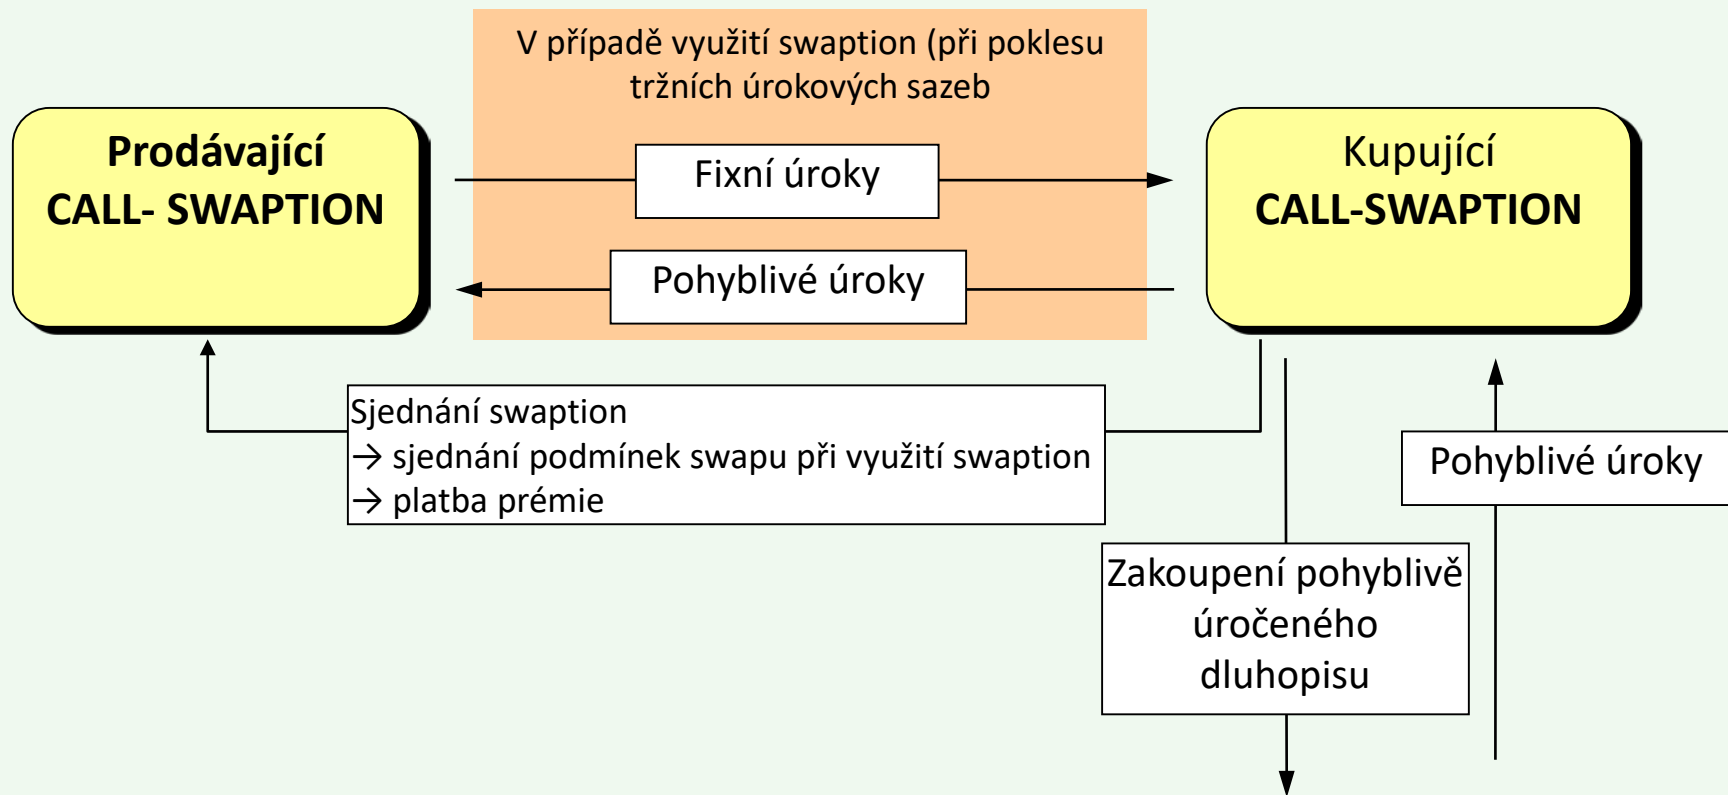 V případě využití swaption (při poklesu
tržních úrokových sazeb
Prodávající
CALL- SWAPTION
Fixní úroky
Kupující
CALL-SWAPTION
Pohyblivé úroky
Sjednání swaption
→ sjednání podmínek swapu při využití swaption
→ platba prémie
Pohyblivé úroky
Zakoupení pohyblivě
úročeného
dluhopisu